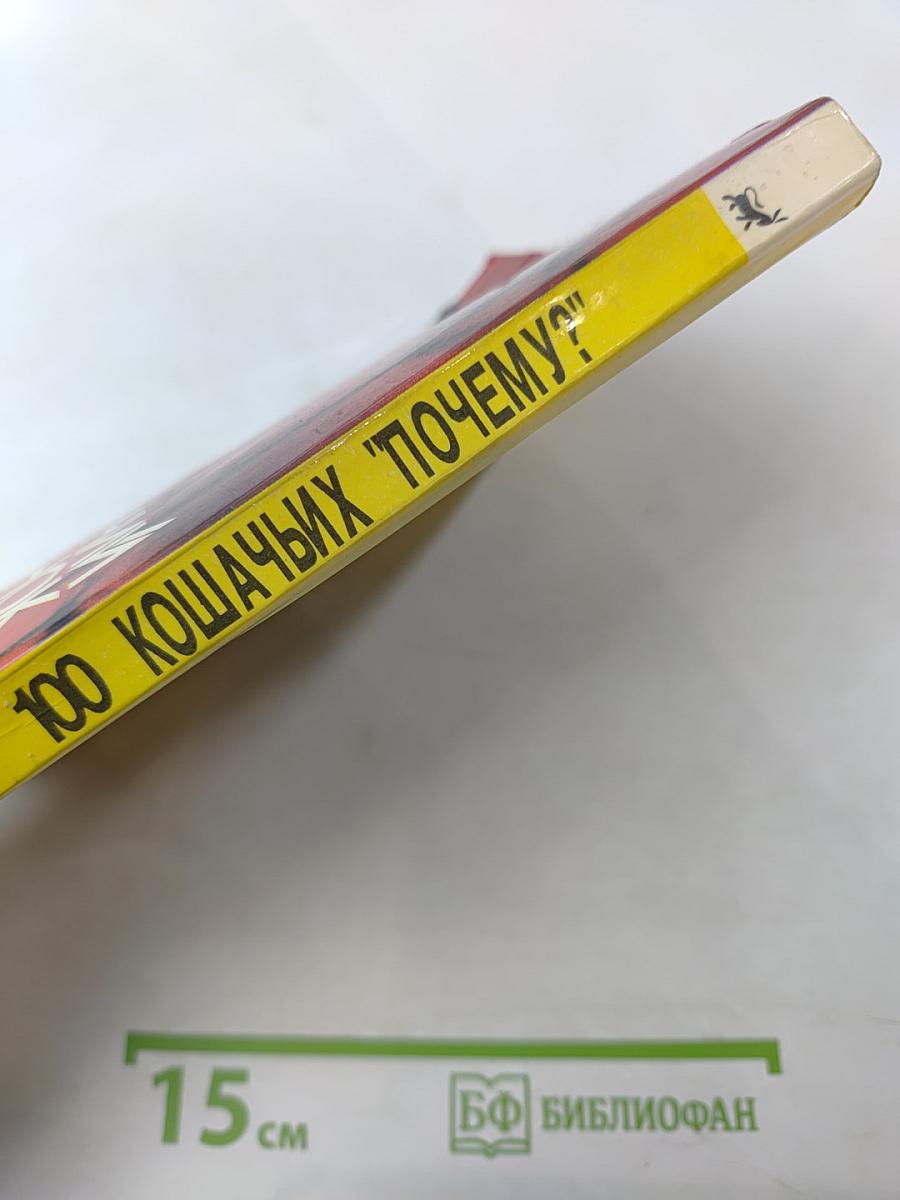 100 КОШАЧЬИХ "ПОЧЕМУ?"
15 см
БФ БИБЛИОФАН